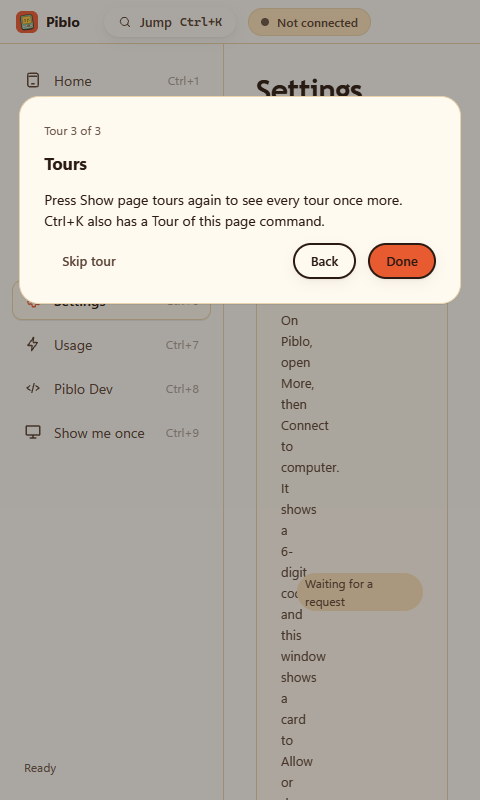 Piblo
Jump Ctrl+K
Not connected
Home Ctrl+1
Settings
Tour 3 of 3
Tours
Press Show page tours again to see every tour once more.
Ctrl+K also has a Tour of this page command.
Skip tour
Back
Done
Settings
Usage Ctrl+7
Piblo Dev Ctrl+8
Show me once Ctrl+9
On
Piblo,
open
More,
then
Connect
to
computer.
It
shows
a
6-
digit
and
this
window
shows
a
card
to
Allow
or
Waiting for a
request
Ready